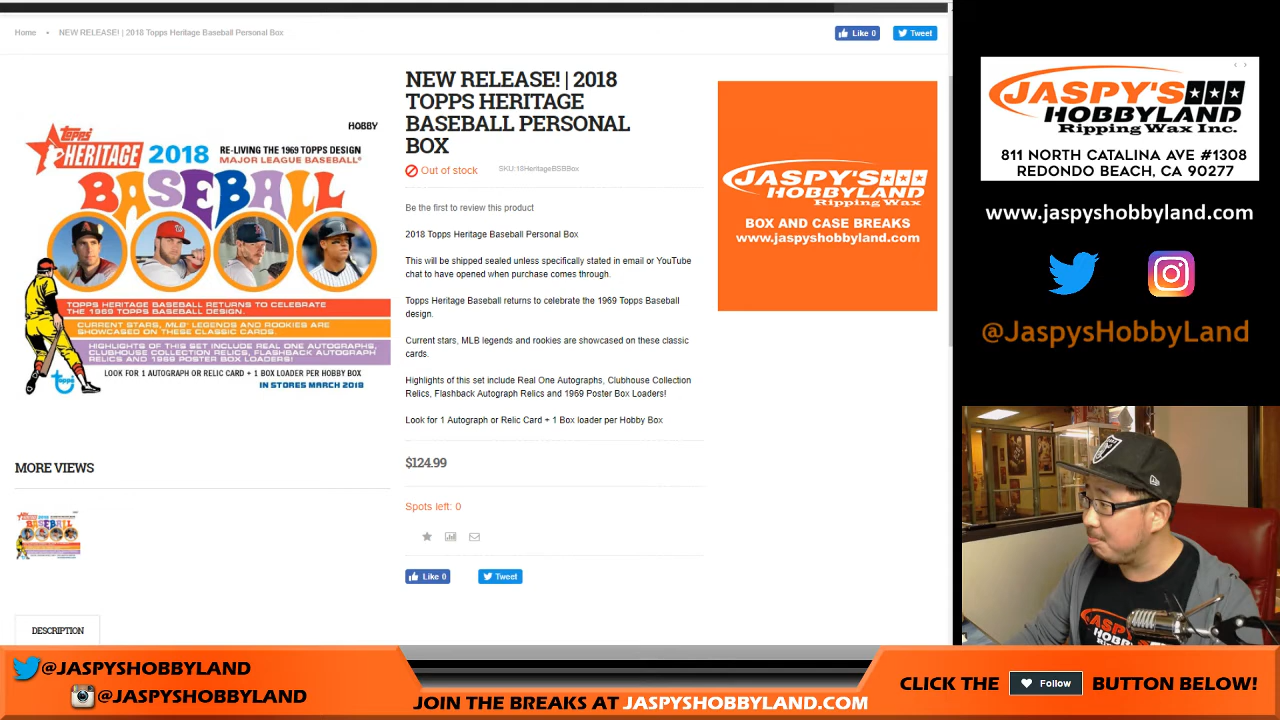 Home • NEW RELEASE! | 2018 Topps Heritage Baseball Personal Box
Like 0
Tweet
Topps HERITAGE 2018
HOBBY
RE-LIVING THE 1969 TOPPS DESIGN
MAJOR LEAGUE BASEBALL®
BASEBALL
TOPPS HERITAGE BASEBALL RETURNS TO CELEBRATE
THE 1969 TOPPS BASEBALL DESIGN.
CURRENT STARS, MLB® LEGENDS AND ROOKIES ARE
SHOWCASED ON THESE CLASSIC CARDS.
HIGHLIGHTS OF THIS SET INCLUDE REAL ONE AUTOGRAPHS,
CLUBHOUSE COLLECTION RELICS, FLASHBACK AUTOGRAPH
RELICS AND 1969 POSTER BOX LOADERS!
LOOK FOR 1 AUTOGRAPH OR RELIC CARD + 1 BOX LOADER PER HOBBY BOX
topps
IN STORES MARCH 2018
MORE VIEWS
DESCRIPTION
NEW RELEASE! | 2018
TOPPS HERITAGE
BASEBALL PERSONAL
BOX
Out of stock
SKU:18HeritageBSBBox
Be the first to review this product
2018 Topps Heritage Baseball Personal Box
This will be shipped sealed unless specifically stated in email or YouTube
chat to have opened when purchase comes through.
Topps Heritage Baseball returns to celebrate the 1969 Topps Baseball
design.
Current stars, MLB legends and rookies are showcased on these classic
cards.
Highlights of this set include Real One Autographs, Clubhouse Collection
Relics, Flashback Autograph Relics and 1969 Poster Box Loaders!
Look for 1 Autograph or Relic Card + 1 Box loader per Hobby Box
$124.99
Spots left: 0
Like 0
Tweet
JASPY'S
HOBBYLAND
Ripping Wax Inc.
BOX AND CASE BREAKS
www.jaspyshobbyland.com
JASPY'S
HOBBYLAND
Ripping Wax Inc.
811 NORTH CATALINA AVE #1308
REDONDO BEACH, CA 90277
www.jaspyshobbyland.com
@JaspysHobbyLand
JASPY'S
@JASPYSHOBBYLAND
@JASPYSHOBBYLAND
JOIN THE BREAKS AT JASPYSHOBBYLAND.COM
CLICK THE Follow BUTTON BELOW!